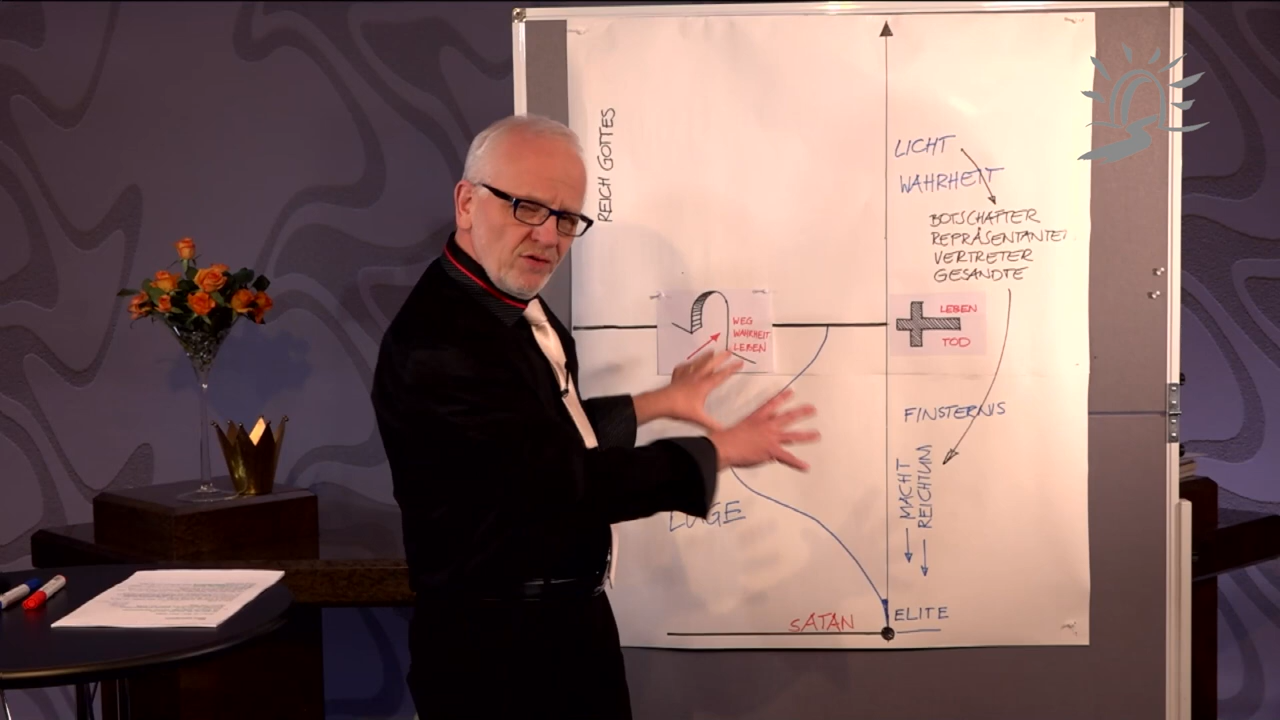 REICH GOTTES
LICHT
WAHRHEIT
BOTSCHAFTER
REPRÄSENTANTEN
VERTRETER
GESANDTE
WEG
WAHRHEIT
LEBEN
LEBEN
TOD
FINSTERNIS
MACHT
REICHTUM
LÜGE
SATAN
ELITE